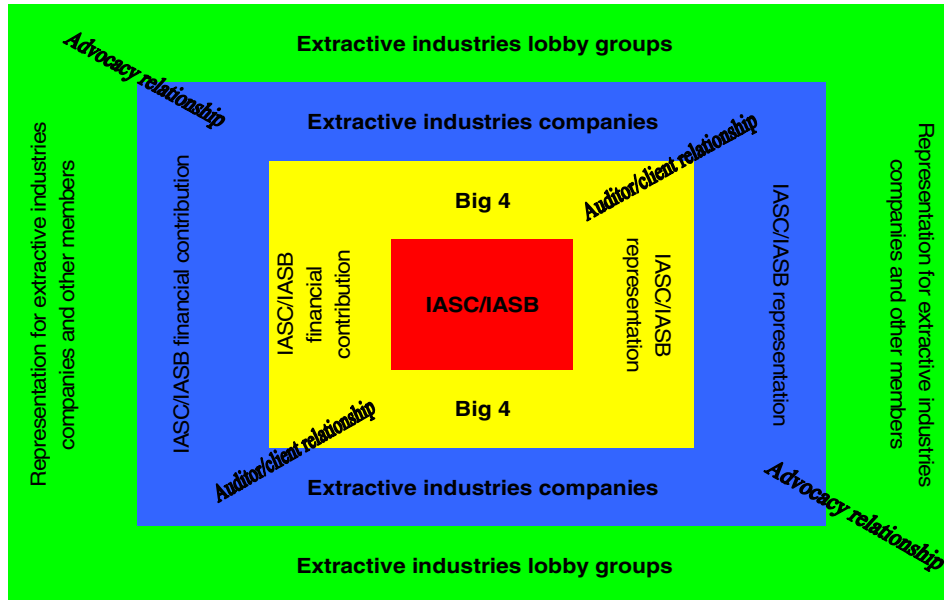 Extractive industries lobby groups
Advocacy relationship
Extractive industries companies
Auditor/client relationship
Representation for extractive industries
companies and other members
IASC/IASB financial contribution
Big 4
IASC/IASB
financial
contribution
IASC/IASB
IASC/IASB
representation
IASC/IASB representation
Representation for extractive industries
companies and other members
Big 4
Auditor/client relationship
Extractive industries companies
Advocacy relationship
Extractive industries lobby groups